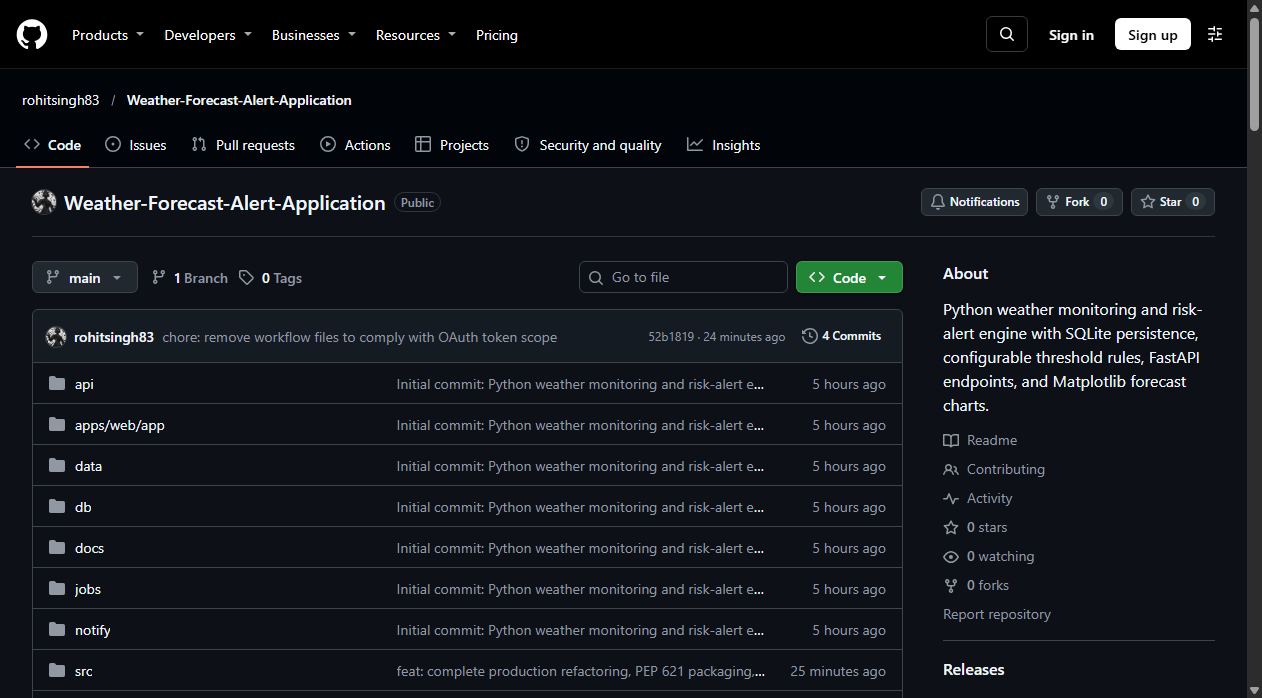 Products Developers Businesses Resources Pricing Sign in Sign up
rohitsingh83 / Weather-Forecast-Alert-Application
Code Issues Pull requests Actions Projects Security and quality Insights
Weather-Forecast-Alert-Application Public Notifications Fork 0 Star 0
main 1 Branch 0 Tags Go to file Code
rohitsingh83 chore: remove workflow files to comply with OAuth token scope 52b1819 · 24 minutes ago 4 Commits
api Initial commit: Python weather monitoring and risk-alert e... 5 hours ago
apps/web/app Initial commit: Python weather monitoring and risk-alert e... 5 hours ago
data Initial commit: Python weather monitoring and risk-alert e... 5 hours ago
db Initial commit: Python weather monitoring and risk-alert e... 5 hours ago
docs Initial commit: Python weather monitoring and risk-alert e... 5 hours ago
jobs Initial commit: Python weather monitoring and risk-alert e... 5 hours ago
notify Initial commit: Python weather monitoring and risk-alert e... 5 hours ago
src feat: complete production refactoring, PEP 621 packaging,... 25 minutes ago
About
Python weather monitoring and risk-
alert engine with SQLite persistence,
configurable threshold rules, FastAPI
endpoints, and Matplotlib forecast
charts.
Readme
Contributing
Activity
0 stars
0 watching
0 forks
Report repository
Releases